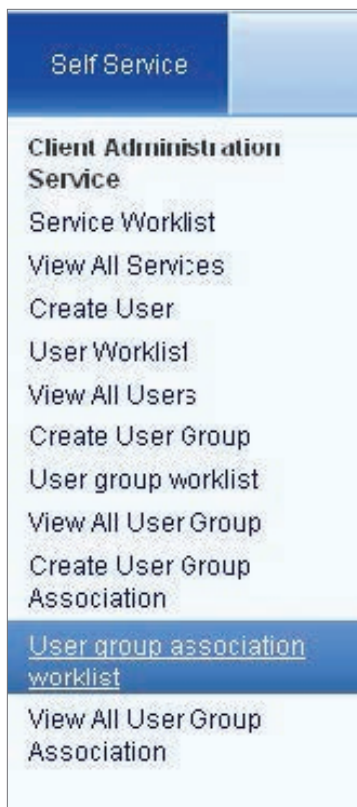 Self Service
Client Administration
Service
Service Worklist
View All Services
Create User
User Worklist
View All Users
Create User Group
User group worklist
View All User Group
Create User Group
Association
User group association
worklist
View All User Group
Association